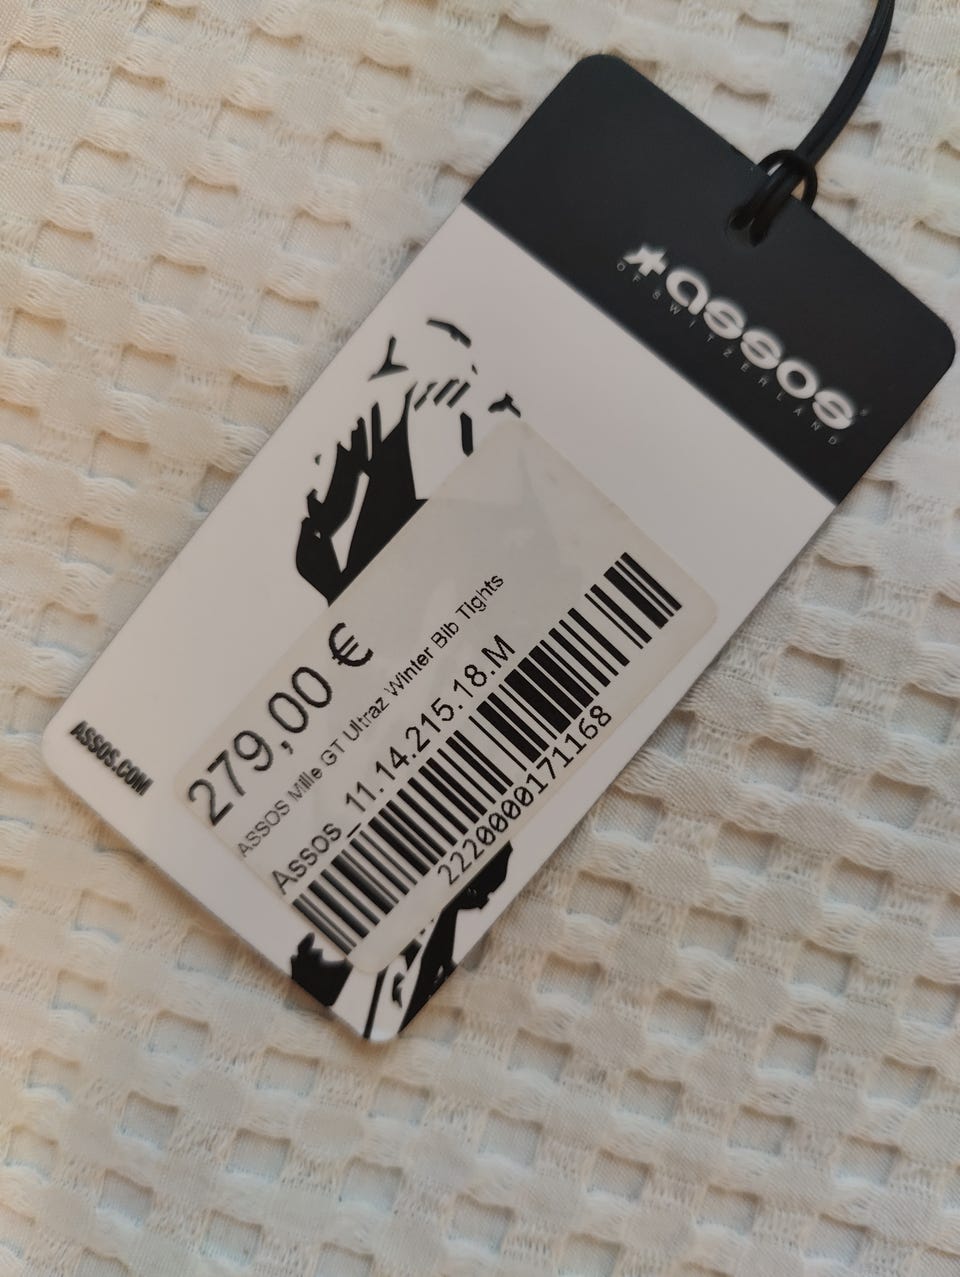 assos
OF SWITZERLAND
279,00 €
ASSOS Mille GT Ultraz Winter Bib Tights
Assos_11.14.215.18.M
2220000171168
ASSOS.COM